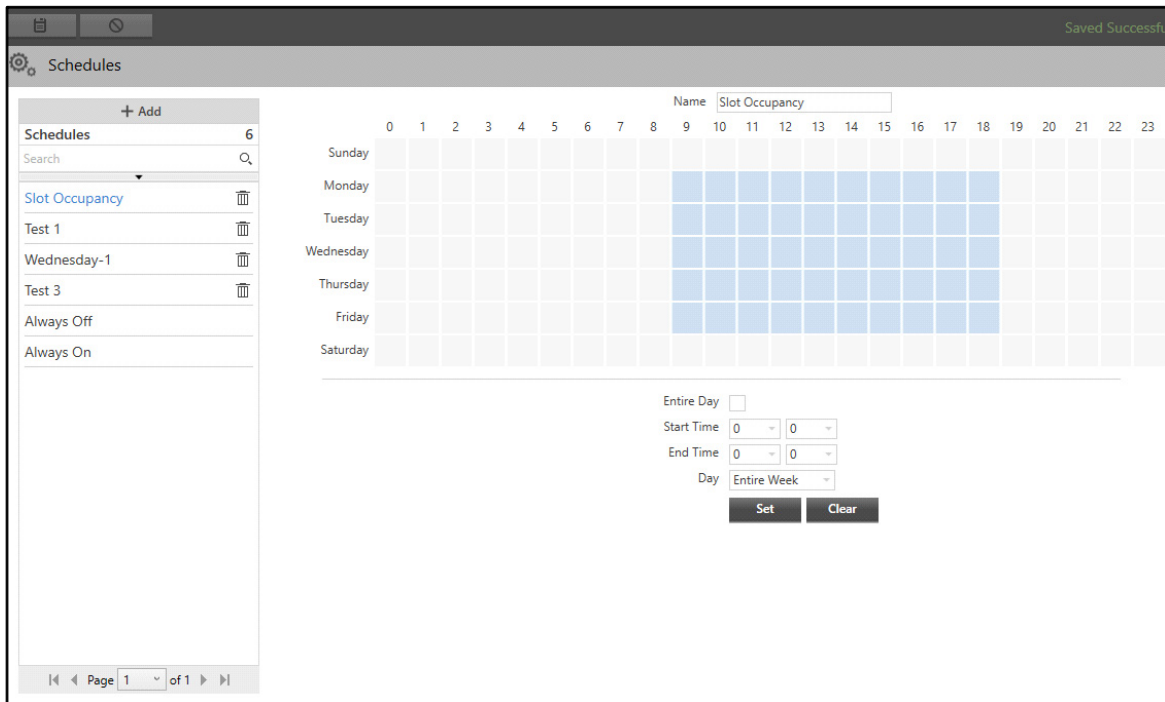 Saved Successfu
Schedules
+ Add
Schedules 6
Search
Slot Occupancy
Test 1
Wednesday-1
Test 3
Always Off
Always On
Page 1 of 1
Name Slot Occupancy
0 1 2 3 4 5 6 7 8 9 10 11 12 13 14 15 16 17 18 19 20 21 22 23
Sunday
Monday
Tuesday
Wednesday
Thursday
Friday
Saturday
Entire Day
Start Time 0 0
End Time 0 0
Day Entire Week
Set Clear